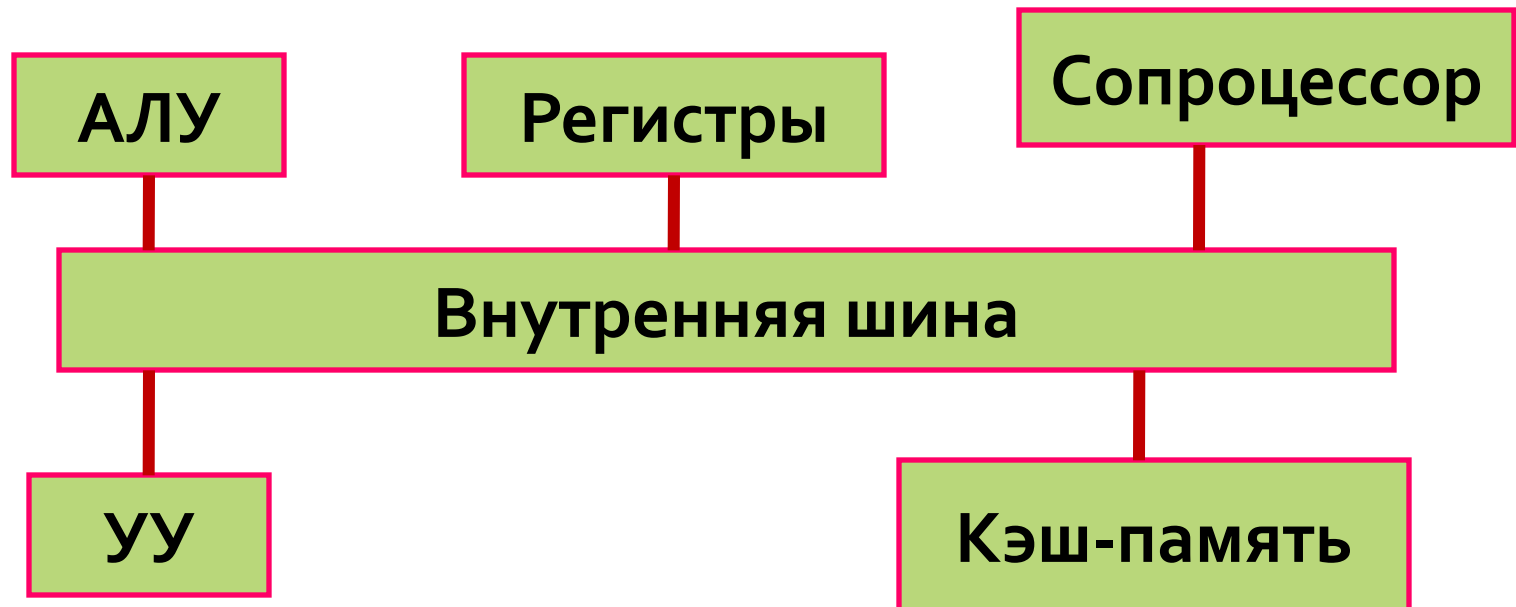 АЛУ
Регистры
Сопроцессор
Внутренняя шина
УУ
Кэш-память